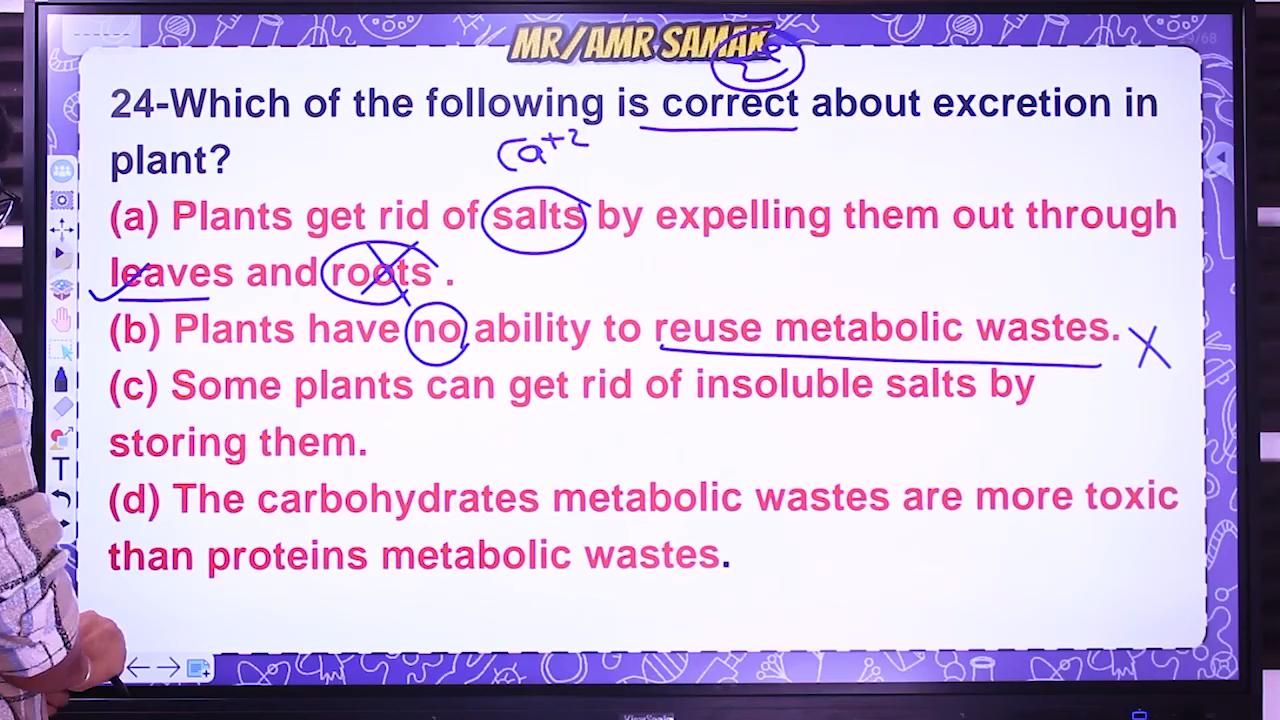 MR/AMR SAMAK
29/68
24-Which of the following is correct about excretion in
plant?
Ca+2
(a) Plants get rid of salts by expelling them out through
leaves and roots .
(b) Plants have no ability to reuse metabolic wastes. X
(c) Some plants can get rid of insoluble salts by
storing them.
(d) The carbohydrates metabolic wastes are more toxic
than proteins metabolic wastes.
T
ViewSonic